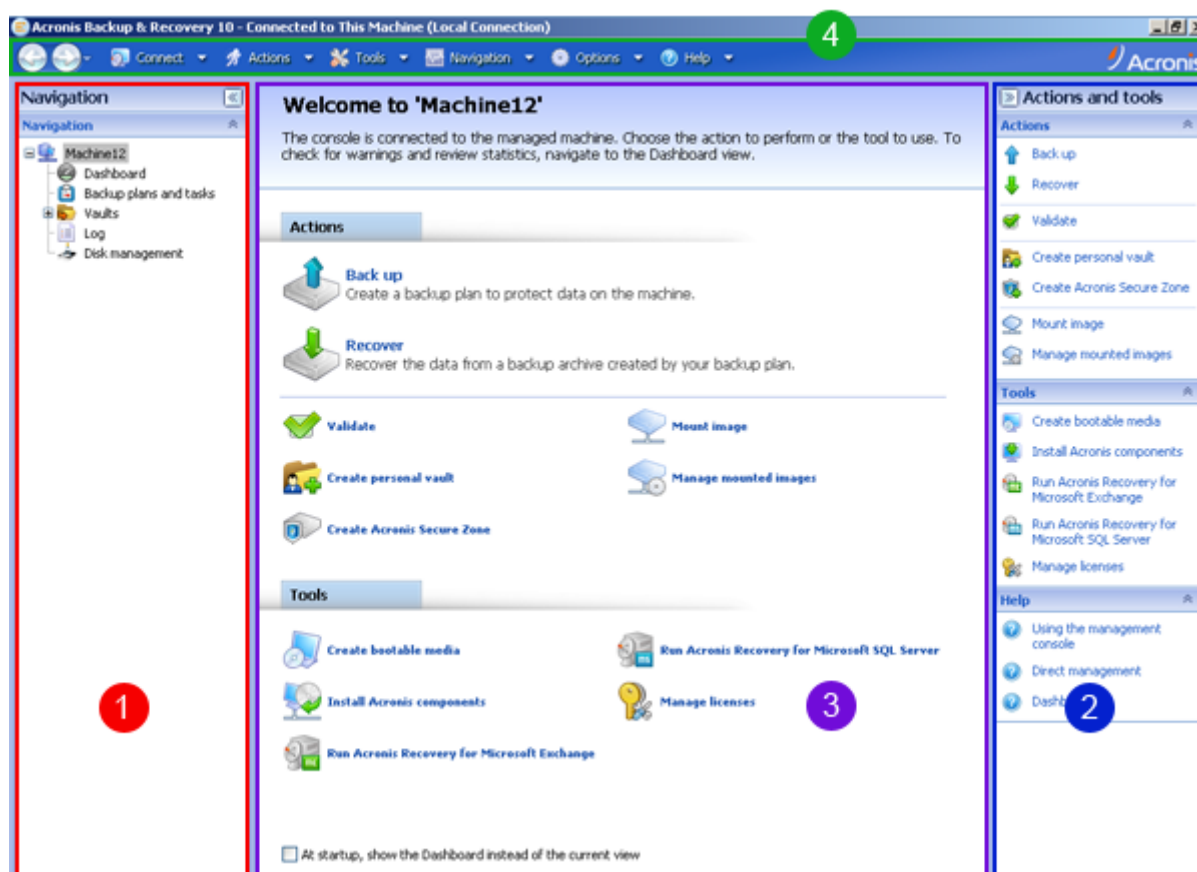 Acronis Backup & Recovery 10 - Connected to This Machine (Local Connection)
4
Connect
Actions
Tools
Navigation
Options
Help
Acronis
Navigation
Navigation
Machine12
Dashboard
Backup plans and tasks
Vaults
Log
Disk management
1
Welcome to 'Machine12'
The console is connected to the managed machine. Choose the action to perform or the tool to use. To
check for warnings and review statistics, navigate to the Dashboard view.
Actions
Back up
Create a backup plan to protect data on the machine.
Recover
Recover the data from a backup archive created by your backup plan.
Validate
Mount image
Create personal vault
Manage mounted images
Create Acronis Secure Zone
Tools
Create bootable media
Run Acronis Recovery for Microsoft SQL Server
Install Acronis components
Manage licenses
Run Acronis Recovery for Microsoft Exchange
3
At startup, show the Dashboard instead of the current view
Actions and tools
Actions
Back up
Recover
Validate
Create personal vault
Create Acronis Secure Zone
Mount image
Manage mounted images
Tools
Create bootable media
Install Acronis components
Run Acronis Recovery for
Microsoft Exchange
Run Acronis Recovery for
Microsoft SQL Server
Manage licenses
Help
Using the management
console
Direct management
2